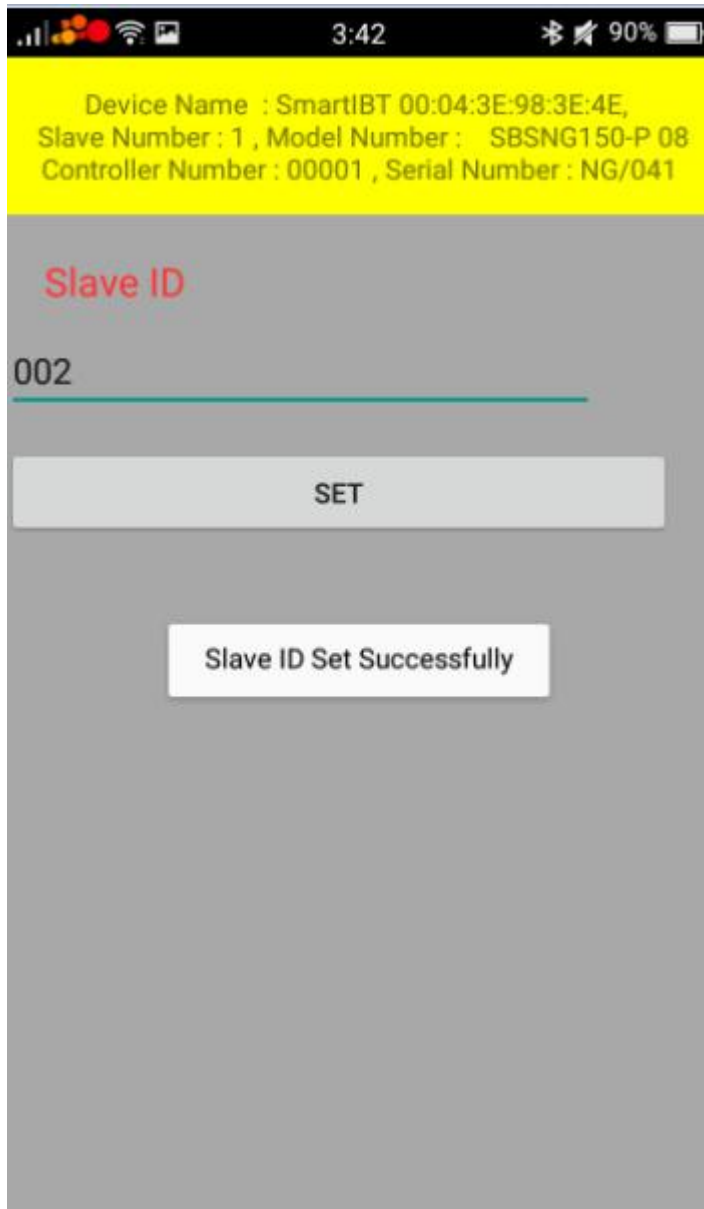 3:42 90%
Device Name : SmartIBT 00:04:3E:98:3E:4E,
Slave Number : 1 , Model Number : SBSNG150-P 08
Controller Number : 00001 , Serial Number : NG/041
Slave ID
002
SET
Slave ID Set Successfully